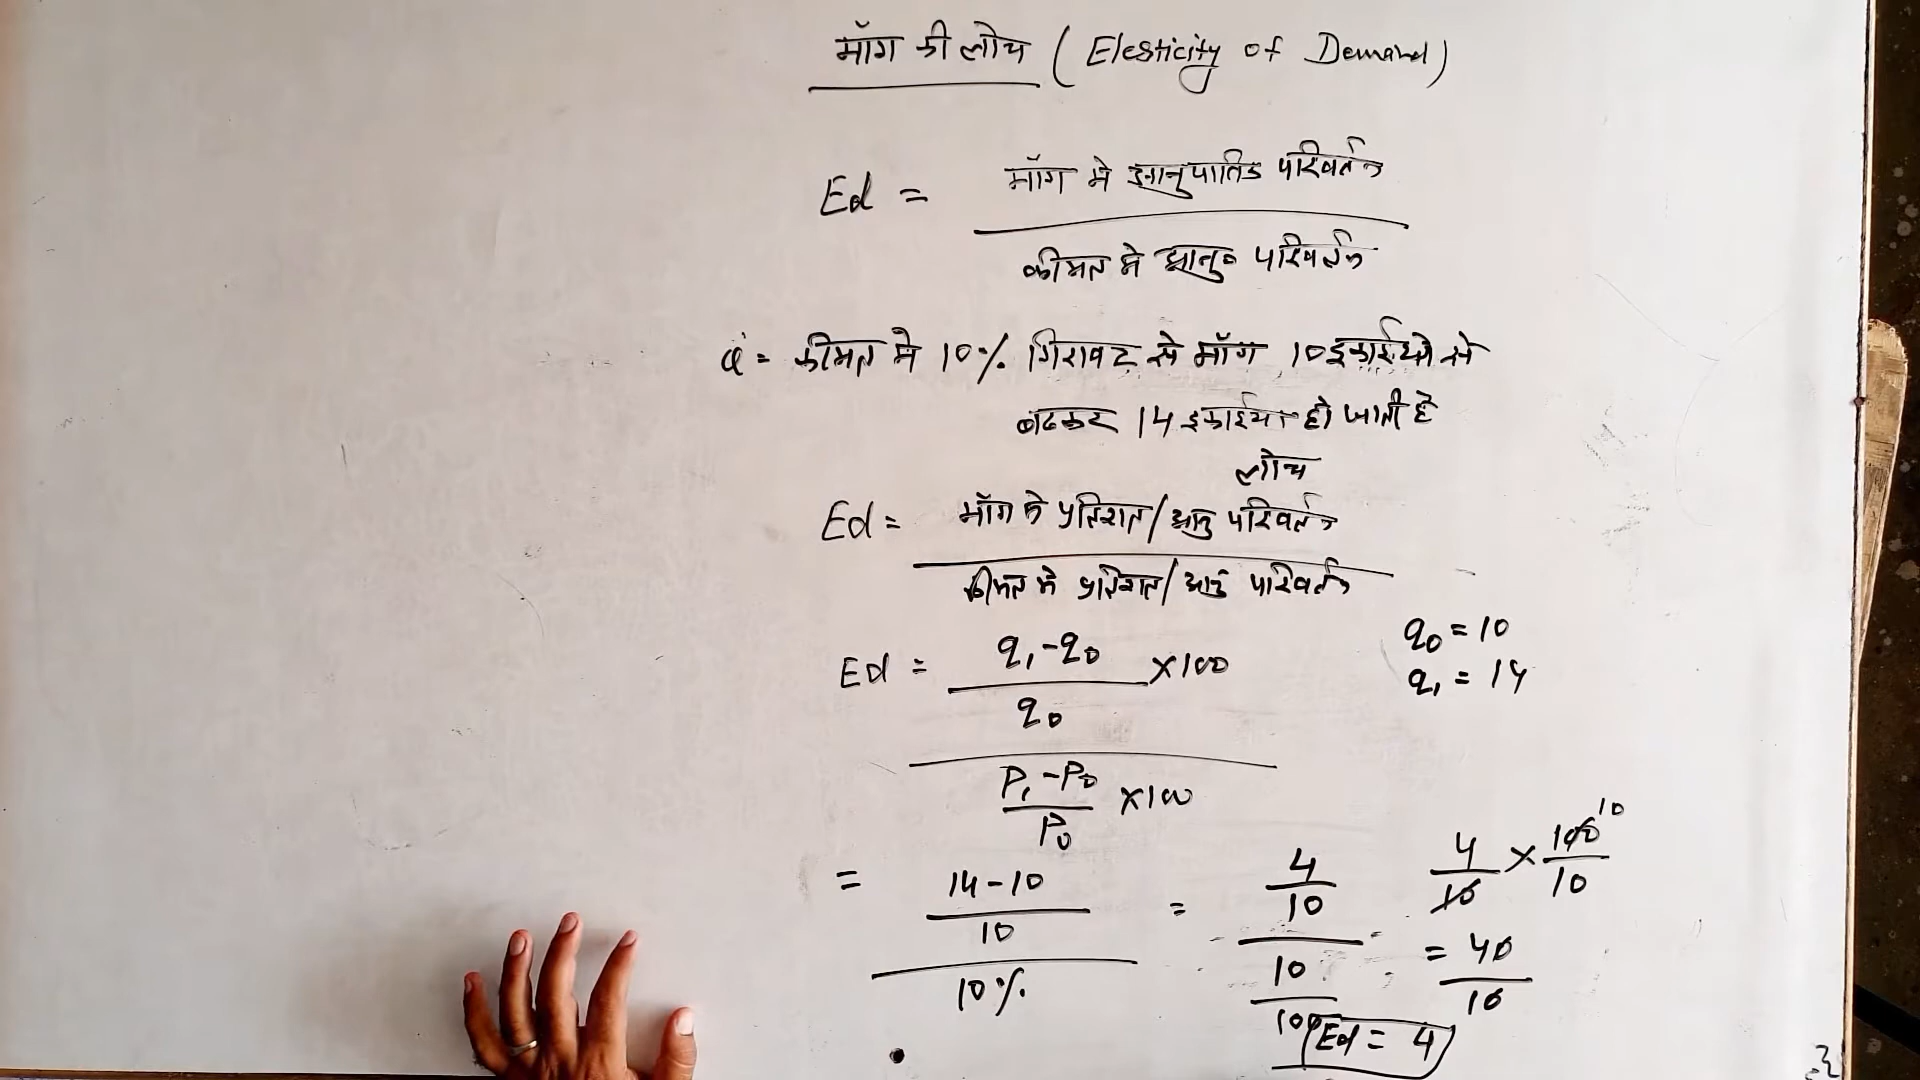 माँग की लोच (Elesticity of Demand)
Ed = माँग मे आनुपातिक परिवर्तन
कीमत मे आनु० परिवर्तन
Q = कीमत मे 10% गिरावट से माँग 10 इकाईयो से
बढकर 14 इकाईया हो जाती है
लोच
Ed = माँग मे प्रतिशत/आनु परिवर्तन
कीमत मे प्रतिशत/आनु परिवर्तन
q0 = 10
q1 = 14
Ed = q1-q0 ×100
q0
P1-P0 ×100
P0
= 14-10
10
10%
= 4
10
10
100
4 × 100 10
10 10
= 40
10
Ed = 4